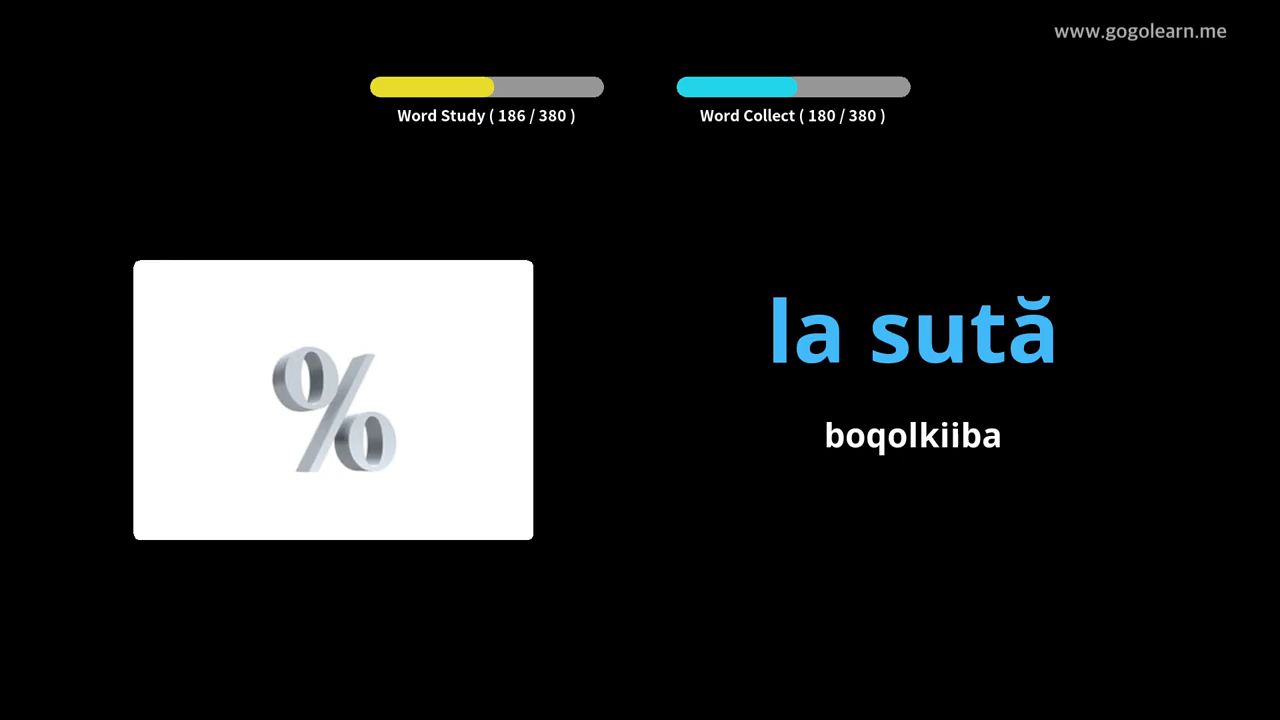 www.gogolearn.me
Word Study ( 186 / 380 )
Word Collect ( 180 / 380 )
%
la sută
boqolkiiba